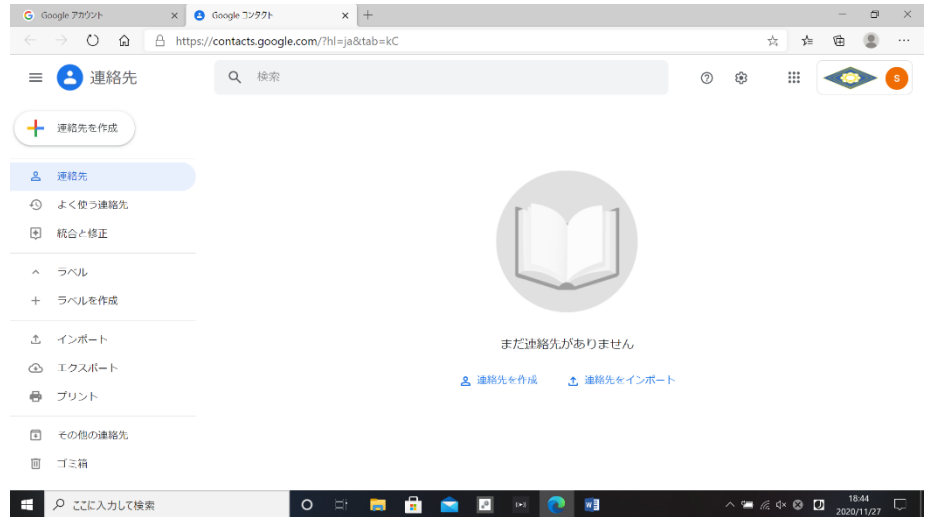 Google アカウント
Google コンタクト
https://contacts.google.com/?hl=ja&tab=kC
連絡先
検索
S
連絡先を作成
連絡先
よく使う連絡先
統合と修正
ラベル
ラベルを作成
インポート
エクスポート
プリント
その他の連絡先
ゴミ箱
まだ連絡先がありません
連絡先を作成
連絡先をインポート
ここに入力して検索
18:44
2020/11/27